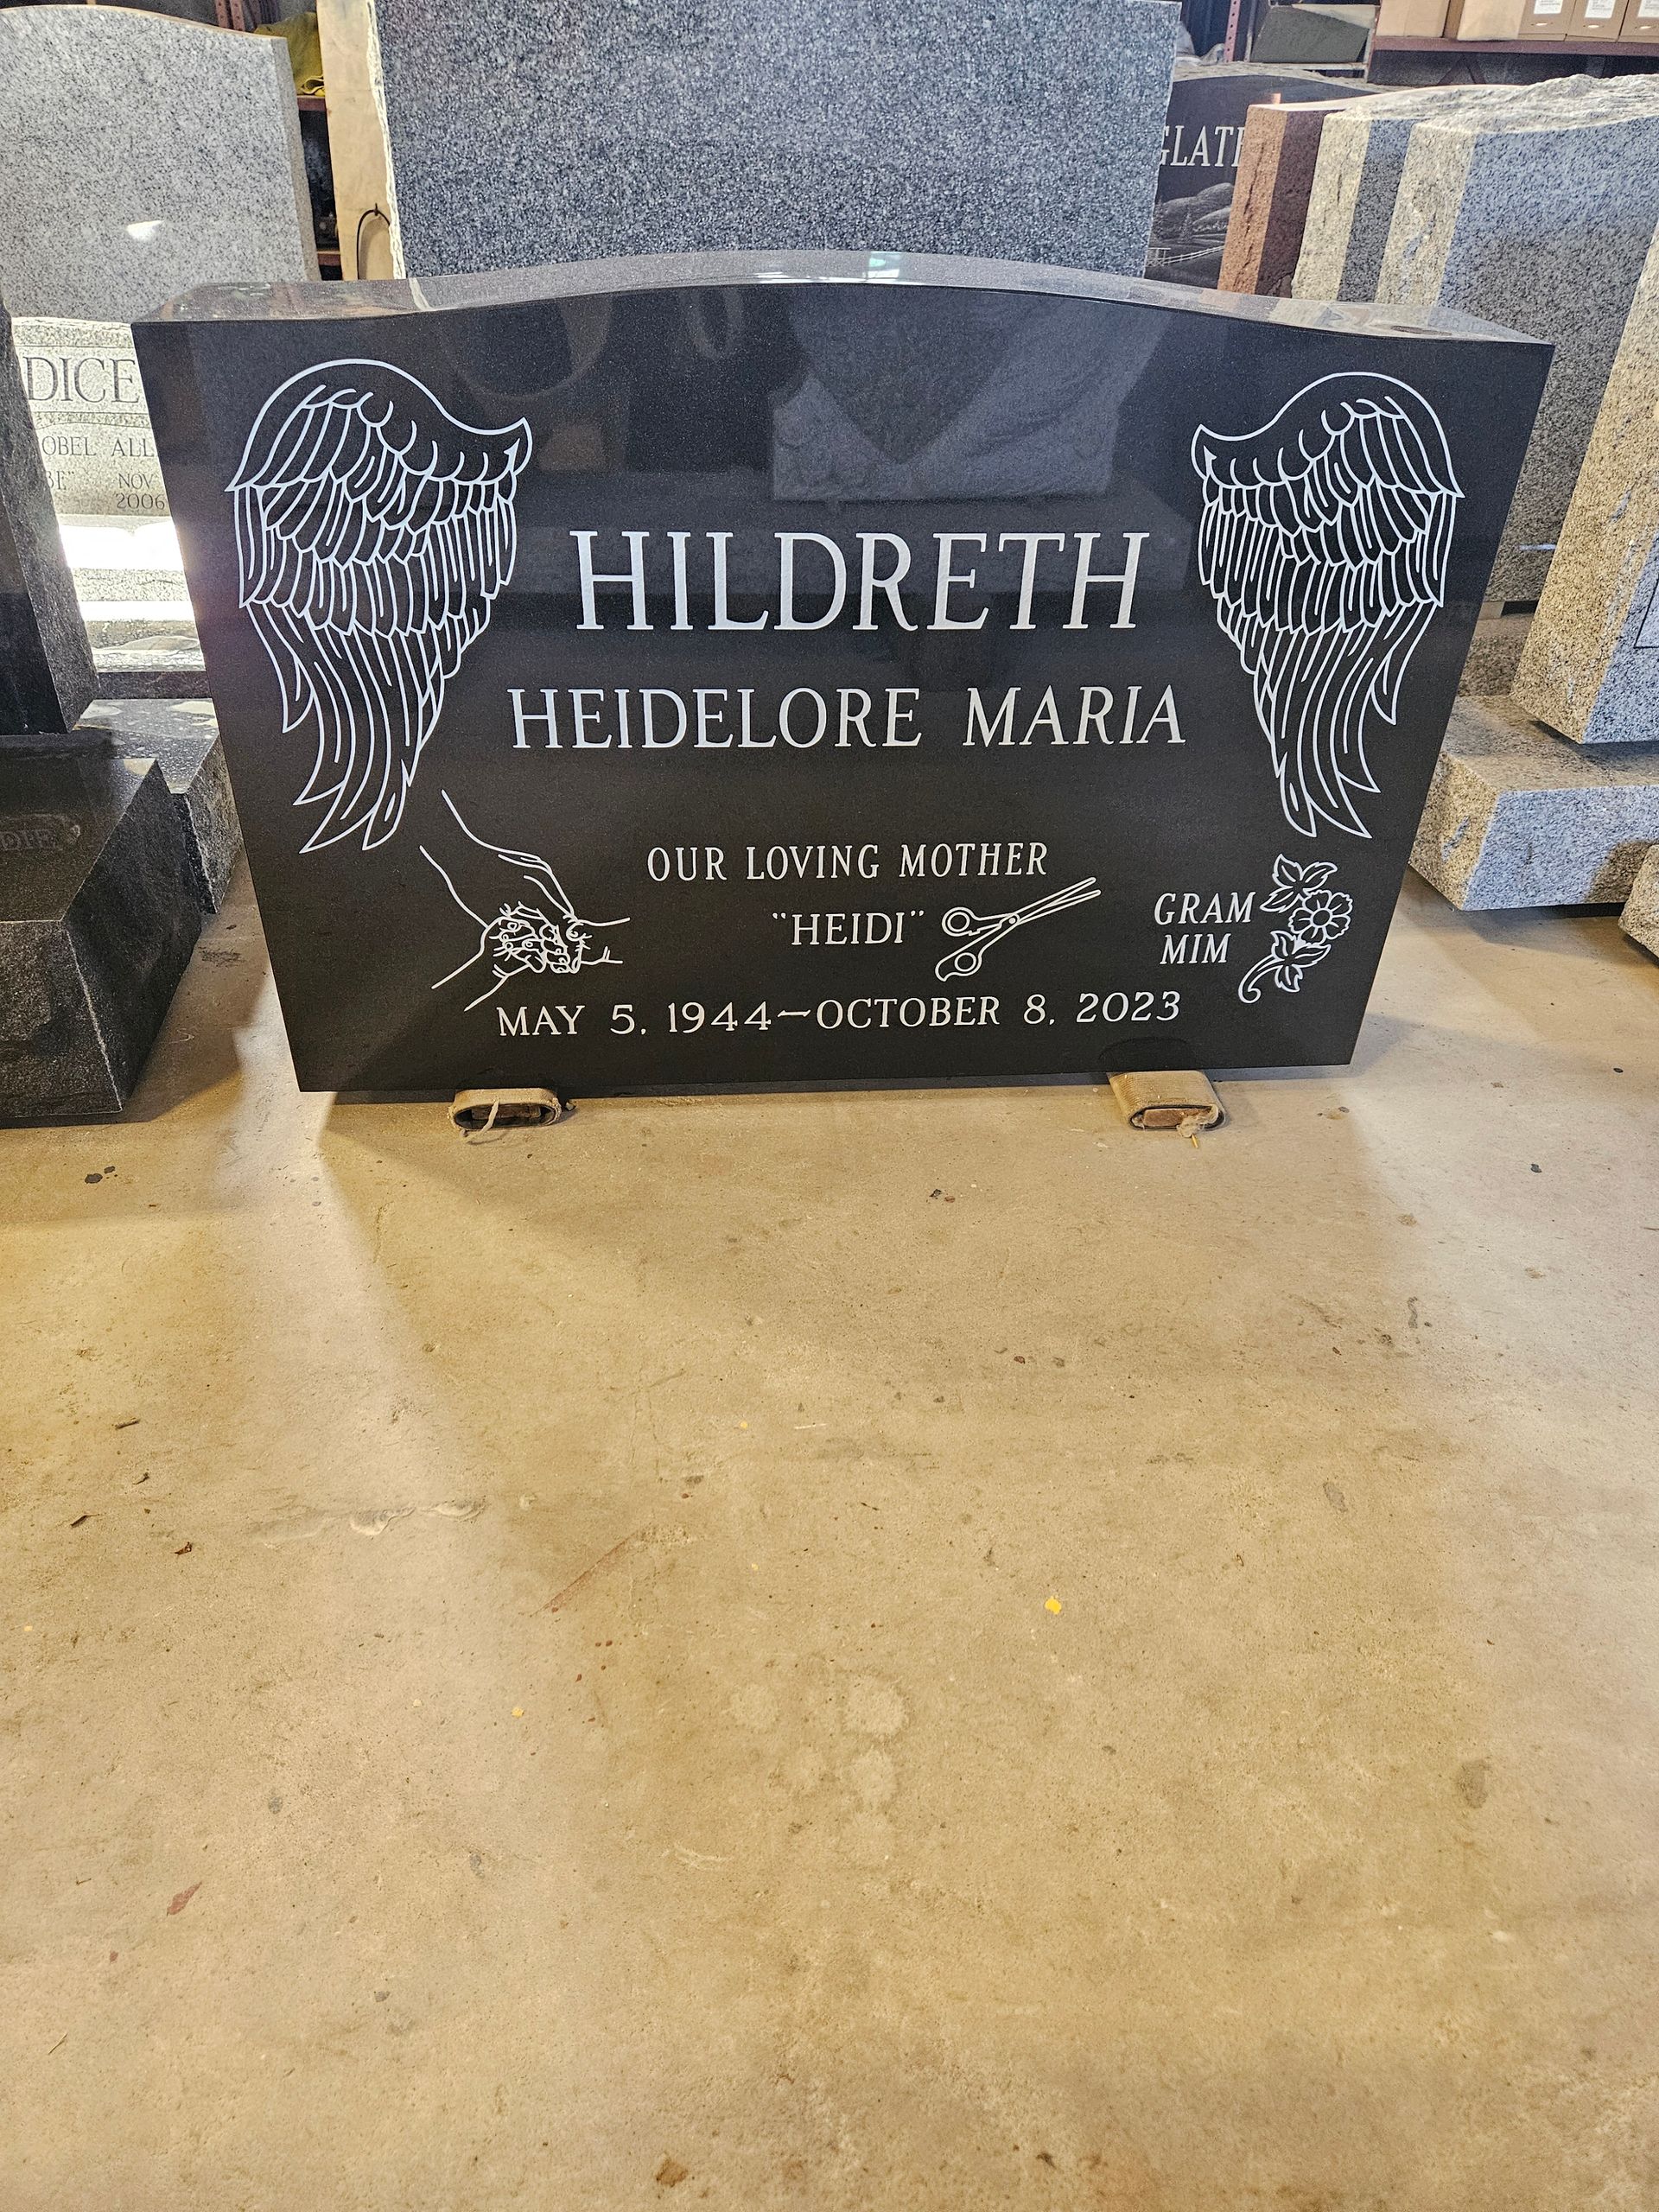 HILDRETH
HEIDELORE MARIA
OUR LOVING MOTHER
"HEIDI"
GRAM
MIM
MAY 5, 1944–OCTOBER 8, 2023
DICE
NOV
2006